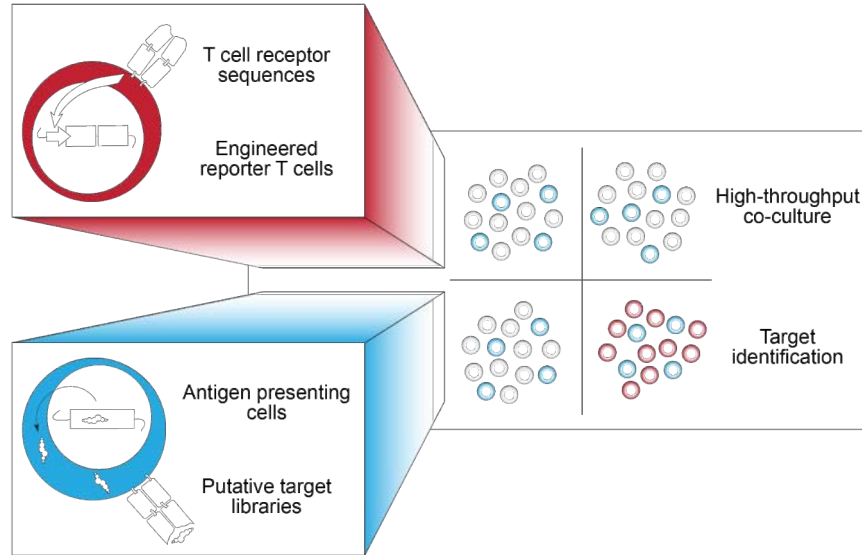 T cell receptor
sequences
Engineered
reporter T cells
High-throughput
co-culture
Target
identification
Antigen presenting
cells
Putative target
libraries